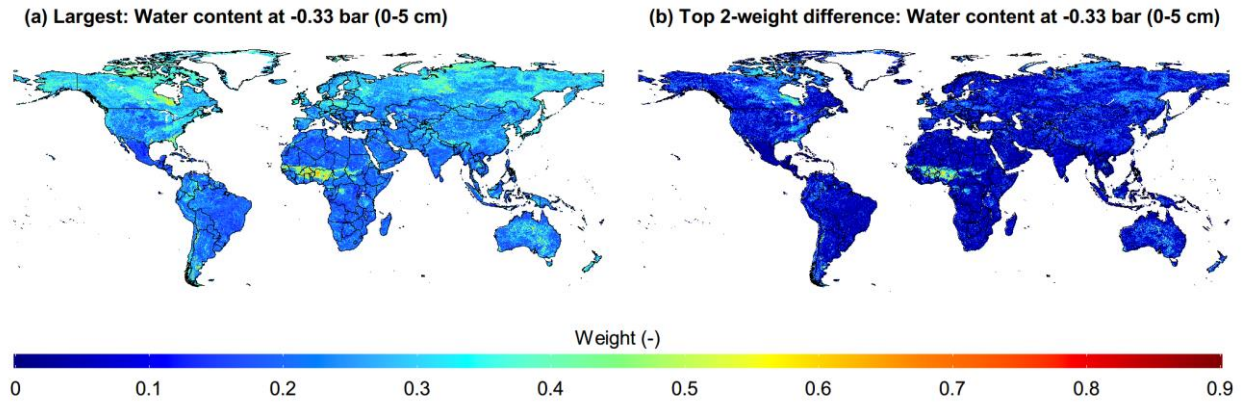 (a) Largest: Water content at -0.33 bar (0-5 cm)
(b) Top 2-weight difference: Water content at -0.33 bar (0-5 cm)
Weight (-)
0 0.1 0.2 0.3 0.4 0.5 0.6 0.7 0.8 0.9